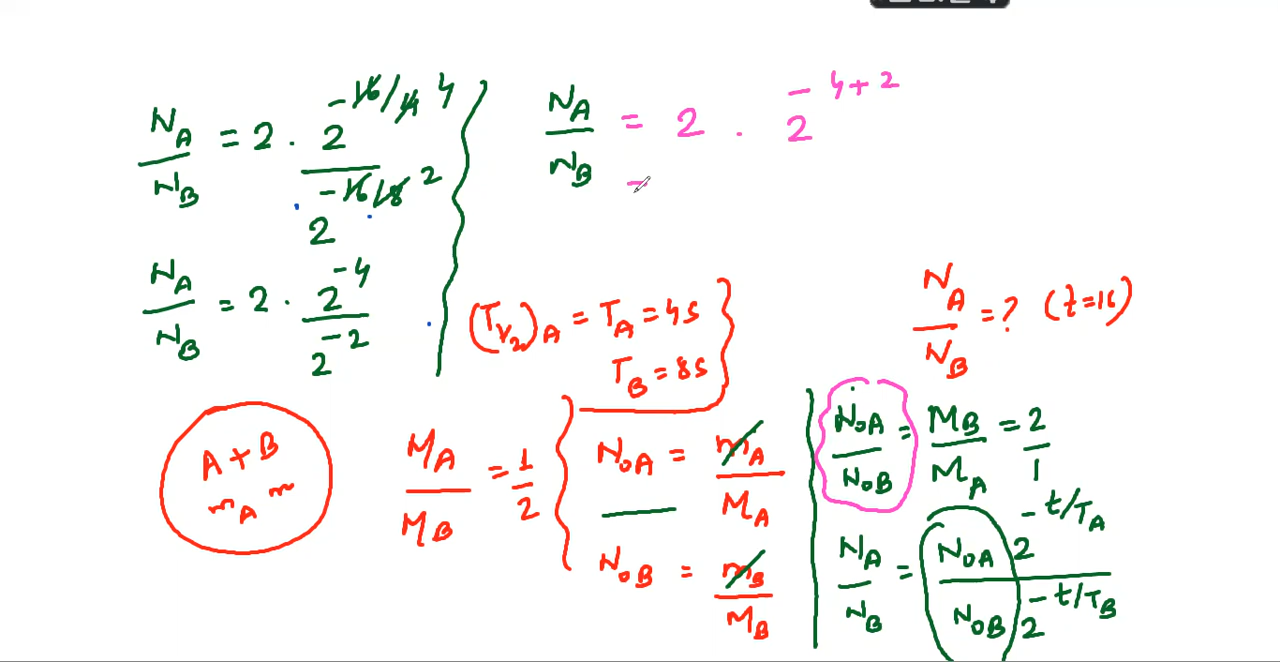 N_A/N_B = 2 · 2^(-16/4) / 2^(-16/8)   4   2
N_A/N_B = 2 · 2^(-4) / 2^(-2)
N_A/N_B = 2 · 2^(-4+2)
=
(T_1/2)_A = T_A = 4s
T_B = 8s
N_A/N_B = ? (t=16)
A + B
m_A m
M_A/M_B = 1/2
N_0A = m_A/M_A
N_0B = m_B/M_B
N_0A/N_0B = M_B/M_A = 2/1
N_A/N_B = N_0A 2^(-t/T_A) / N_0B 2^(-t/T_B)